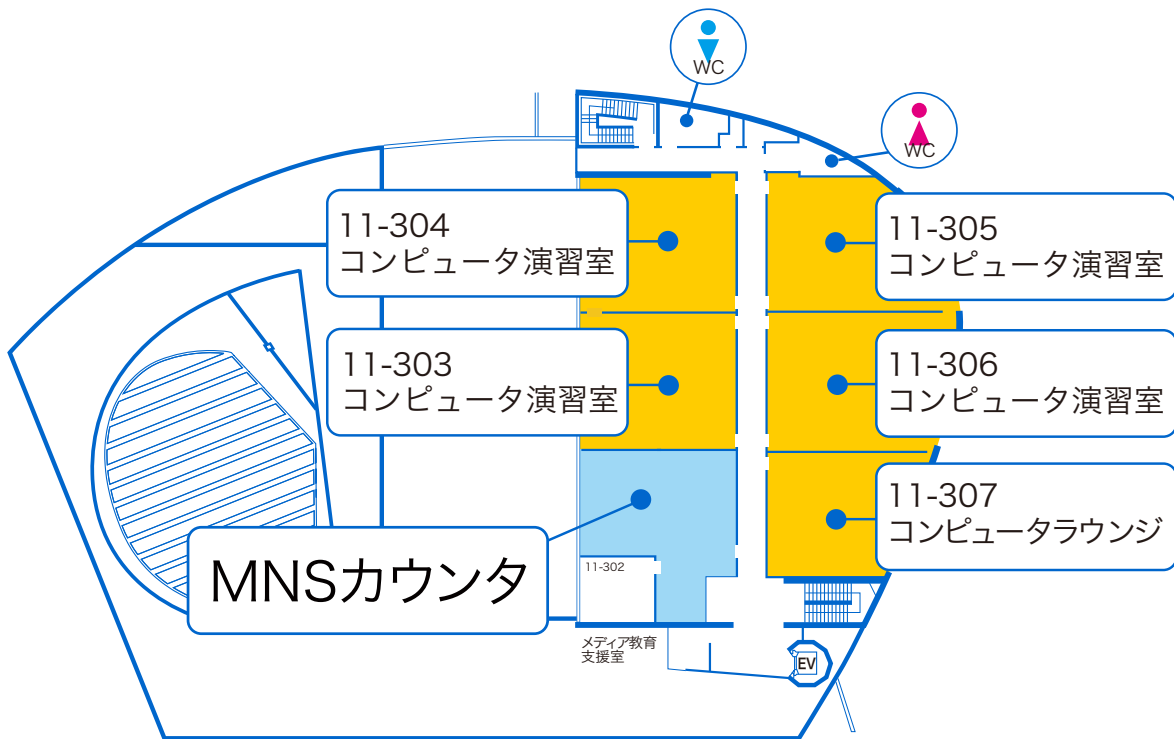 WC
WC
11-304
コンピュータ演習室
11-305
コンピュータ演習室
11-303
コンピュータ演習室
11-306
コンピュータ演習室
11-307
コンピュータラウンジ
MNSカウンタ
11-302
メディア教育
支援室
EV